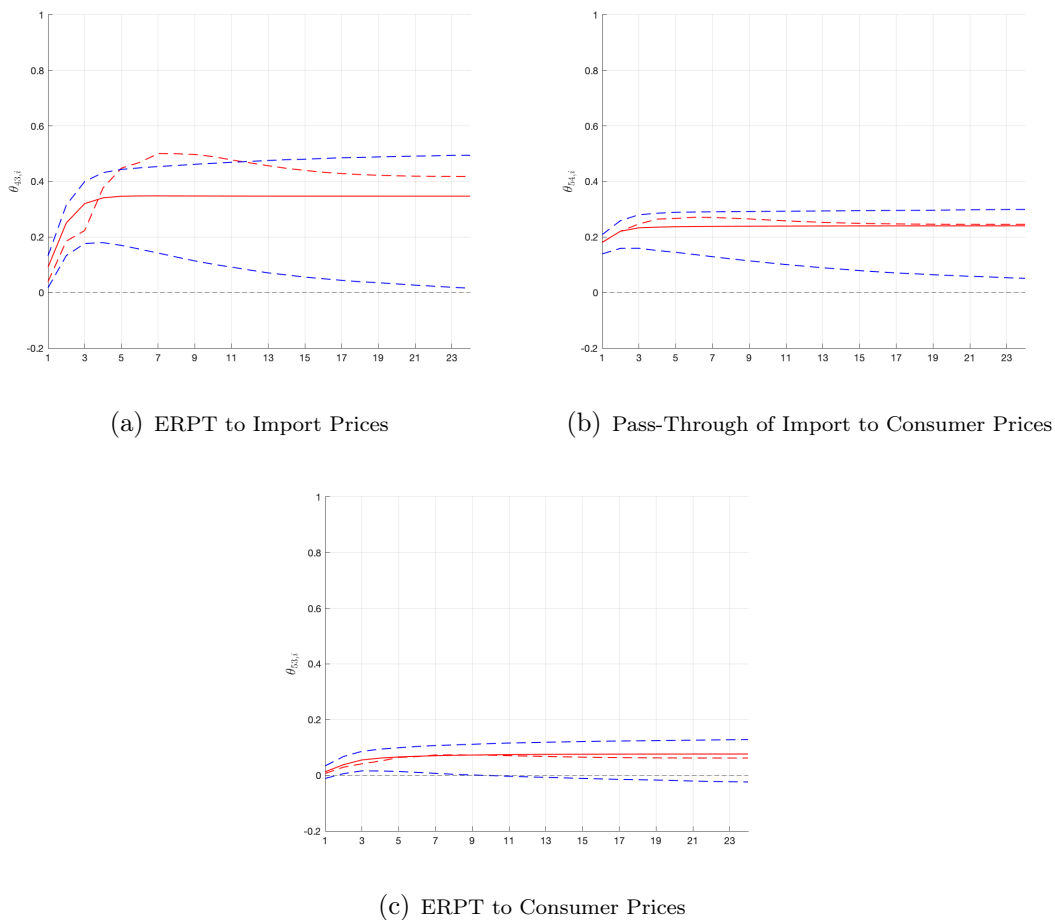 1
0.8
0.6
0.4
0.2
0
-0.2
θ43,i
1 3 5 7 9 11 13 15 17 19 21 23
(a) ERPT to Import Prices
1
0.8
0.6
0.4
0.2
0
-0.2
θ54,i
1 3 5 7 9 11 13 15 17 19 21 23
(b) Pass-Through of Import to Consumer Prices
1
0.8
0.6
0.4
0.2
0
-0.2
θ53,i
1 3 5 7 9 11 13 15 17 19 21 23
(c) ERPT to Consumer Prices